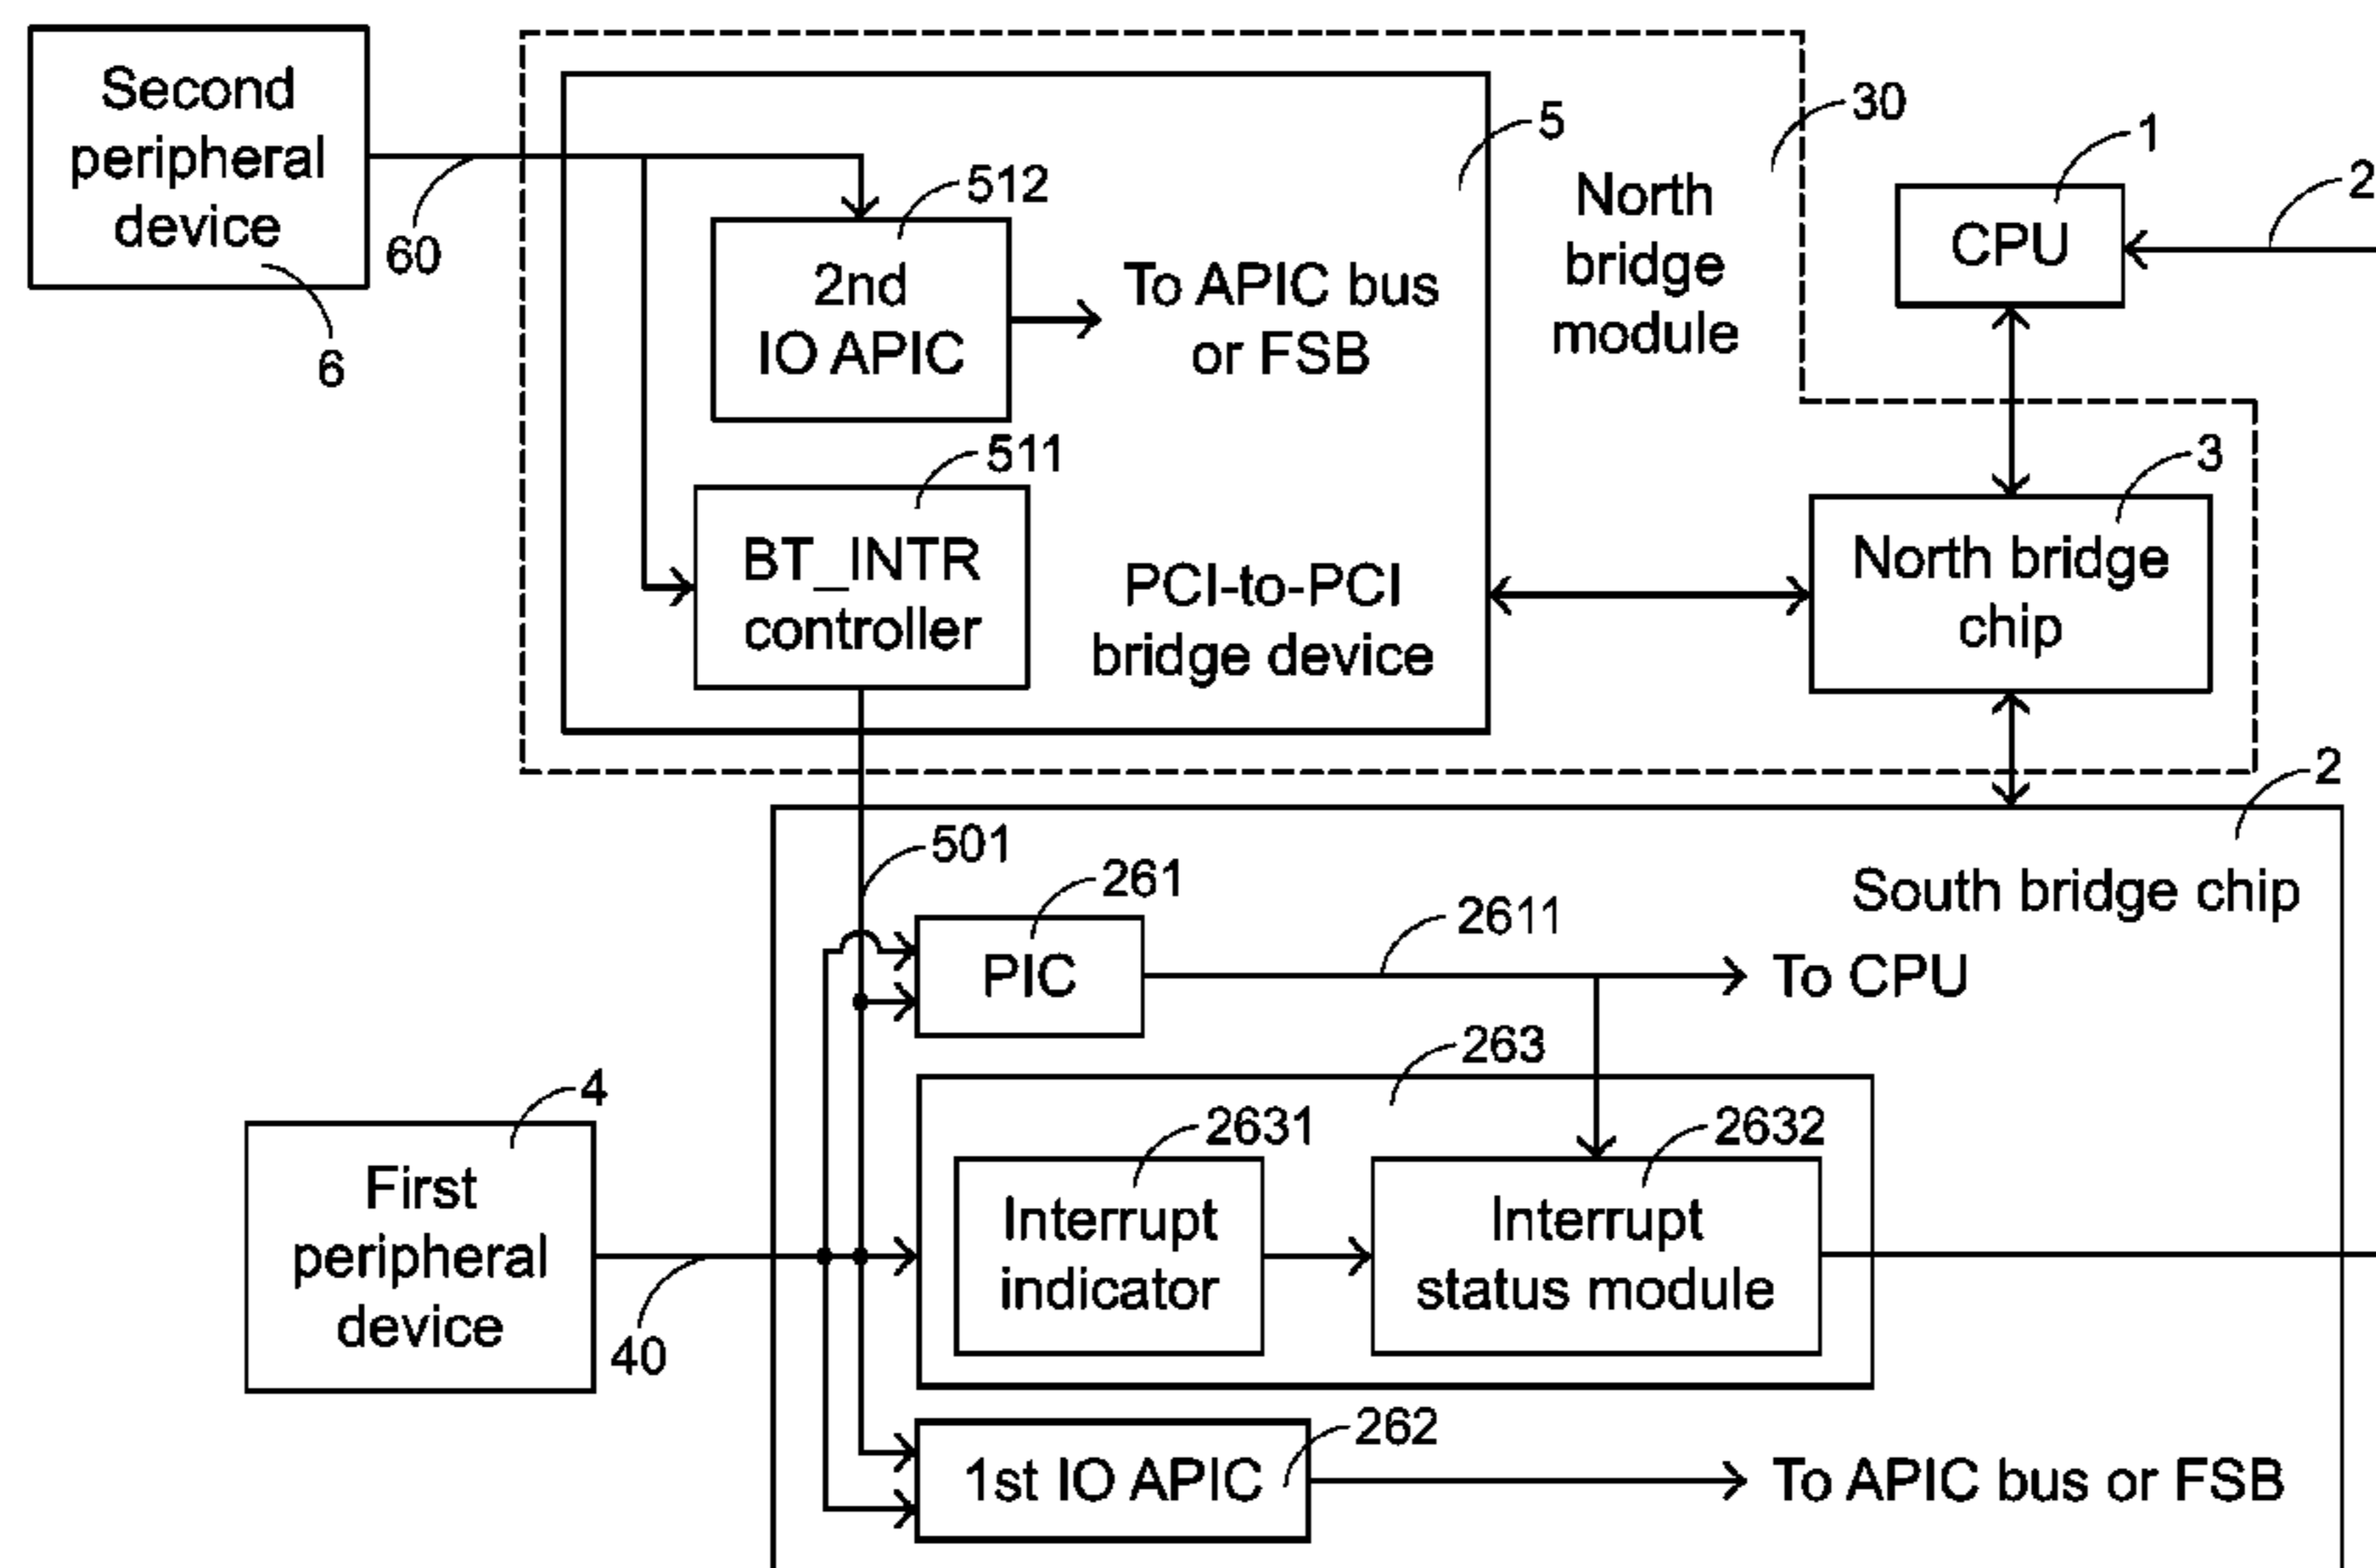 Second
peripheral
device
6
60
512
2nd
IO APIC
To APIC bus
or FSB
511
BT_INTR
controller
PCI-to-PCI
bridge device
5
North
bridge
module
30
1
CPU
2
3
North bridge
chip
2
South bridge chip
501
261
PIC
2611
To CPU
263
2631
Interrupt
indicator
2632
Interrupt
status module
4
First
peripheral
device
40
262
1st IO APIC
To APIC bus or FSB